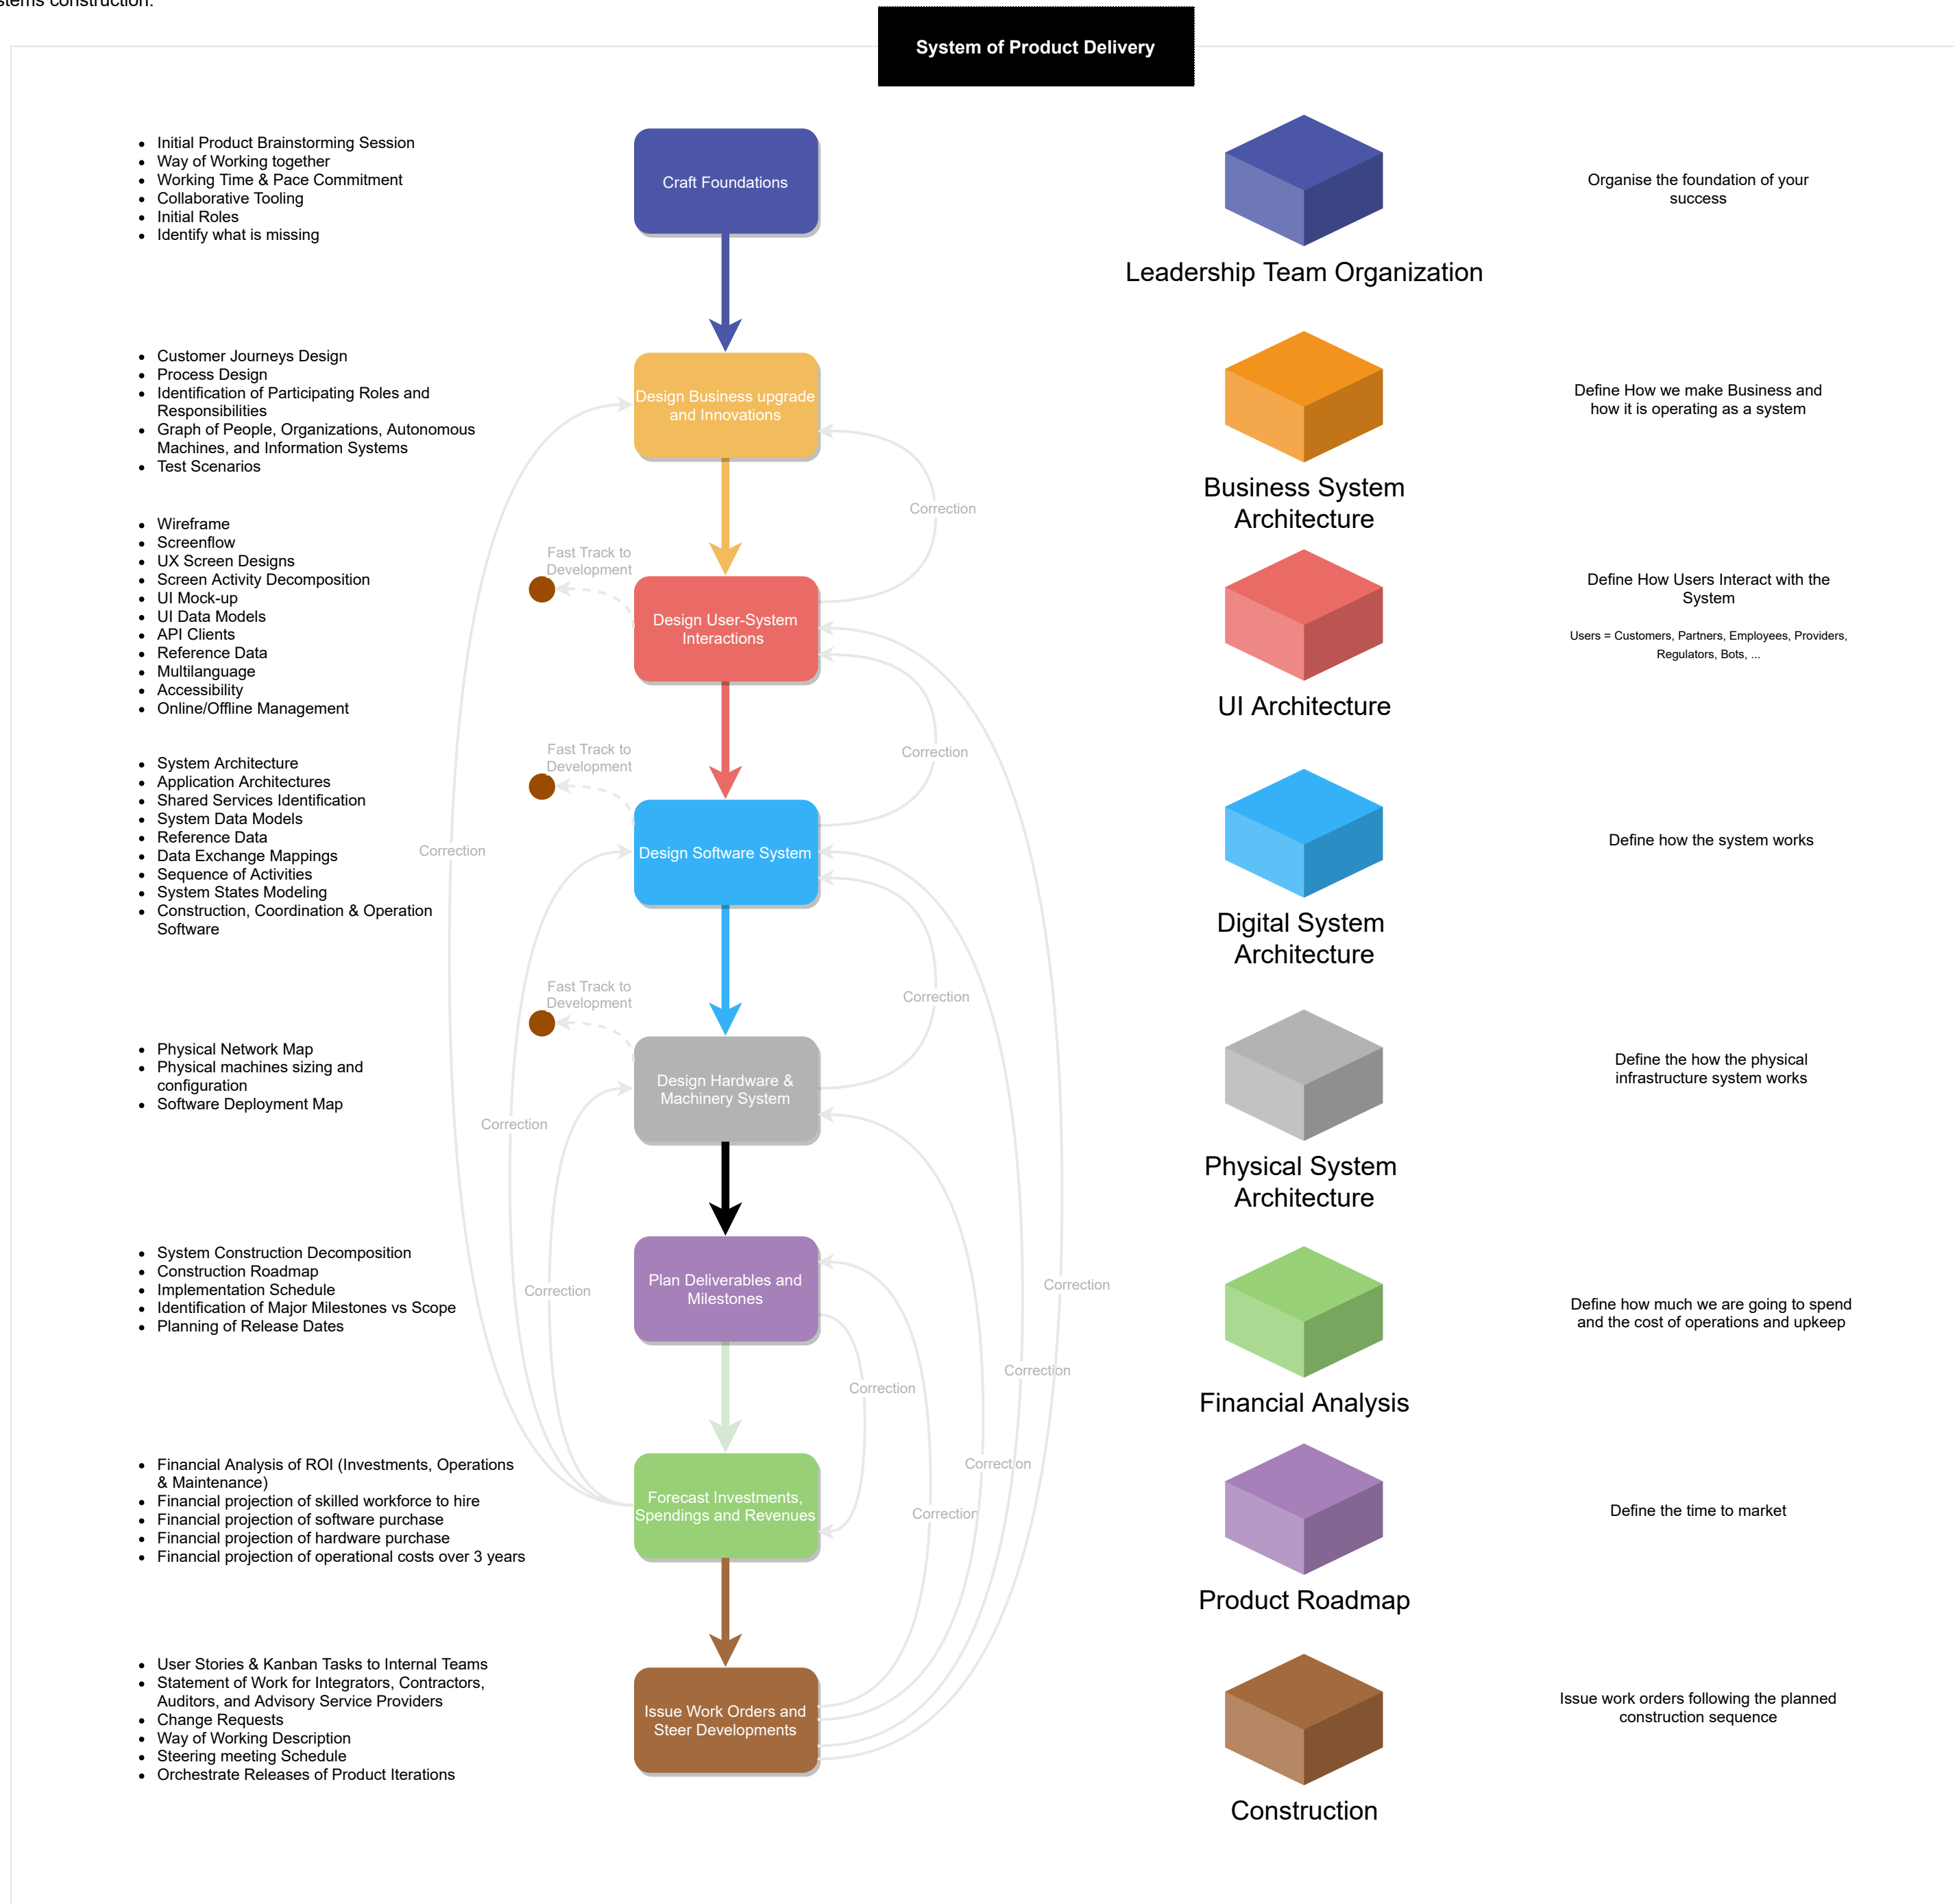 stems construction.
System of Product Delivery
Initial Product Brainstorming Session
Way of Working together
Working Time & Pace Commitment
Collaborative Tooling
Initial Roles
Identify what is missing
Craft Foundations
Leadership Team Organization
Organise the foundation of your
success
Customer Journeys Design
Process Design
Identification of Participating Roles and
Responsibilities
Graph of People, Organizations, Autonomous
Machines, and Information Systems
Test Scenarios
Design Business upgrade
and Innovations
Correction
Business System
Architecture
Define How we make Business and
how it is operating as a system
Wireframe
Screenflow
UX Screen Designs
Screen Activity Decomposition
UI Mock-up
UI Data Models
API Clients
Reference Data
Multilanguage
Accessibility
Online/Offline Management
Fast Track to
Development
Design User-System
Interactions
Correction
UI Architecture
Define How Users Interact with the
System
Users = Customers, Partners, Employees, Providers,
Regulators, Bots, ...
System Architecture
Application Architectures
Shared Services Identification
System Data Models
Reference Data
Data Exchange Mappings
Sequence of Activities
System States Modeling
Construction, Coordination & Operation
Software
Correction
Fast Track to
Development
Design Software System
Correction
Digital System
Architecture
Define how the system works
Physical Network Map
Physical machines sizing and
configuration
Software Deployment Map
Correction
Fast Track to
Development
Design Hardware &
Machinery System
Physical System
Architecture
Define the how the physical
infrastructure system works
System Construction Decomposition
Construction Roadmap
Implementation Schedule
Identification of Major Milestones vs Scope
Planning of Release Dates
Correction
Plan Deliverables and
Milestones
Correction
Correction
Correction
Financial Analysis
Define how much we are going to spend
and the cost of operations and upkeep
Financial Analysis of ROI (Investments, Operations
& Maintenance)
Financial projection of skilled workforce to hire
Financial projection of software purchase
Financial projection of hardware purchase
Financial projection of operational costs over 3 years
Forecast Investments,
Spendings and Revenues
Correction
Correction
Product Roadmap
Define the time to market
User Stories & Kanban Tasks to Internal Teams
Statement of Work for Integrators, Contractors,
Auditors, and Advisory Service Providers
Change Requests
Way of Working Description
Steering meeting Schedule
Orchestrate Releases of Product Iterations
Issue Work Orders and
Steer Developments
Construction
Issue work orders following the planned
construction sequence